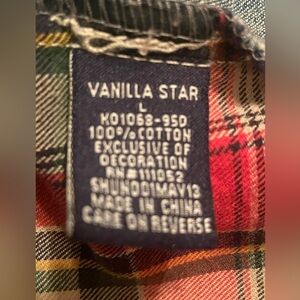 VANILLA STAR
L
K01068-95D
100%COTTON
EXCLUSIVE OF
DECORATION
RN#111052
SHUN001MAY13
MADE IN CHINA
CARE ON REVERSE